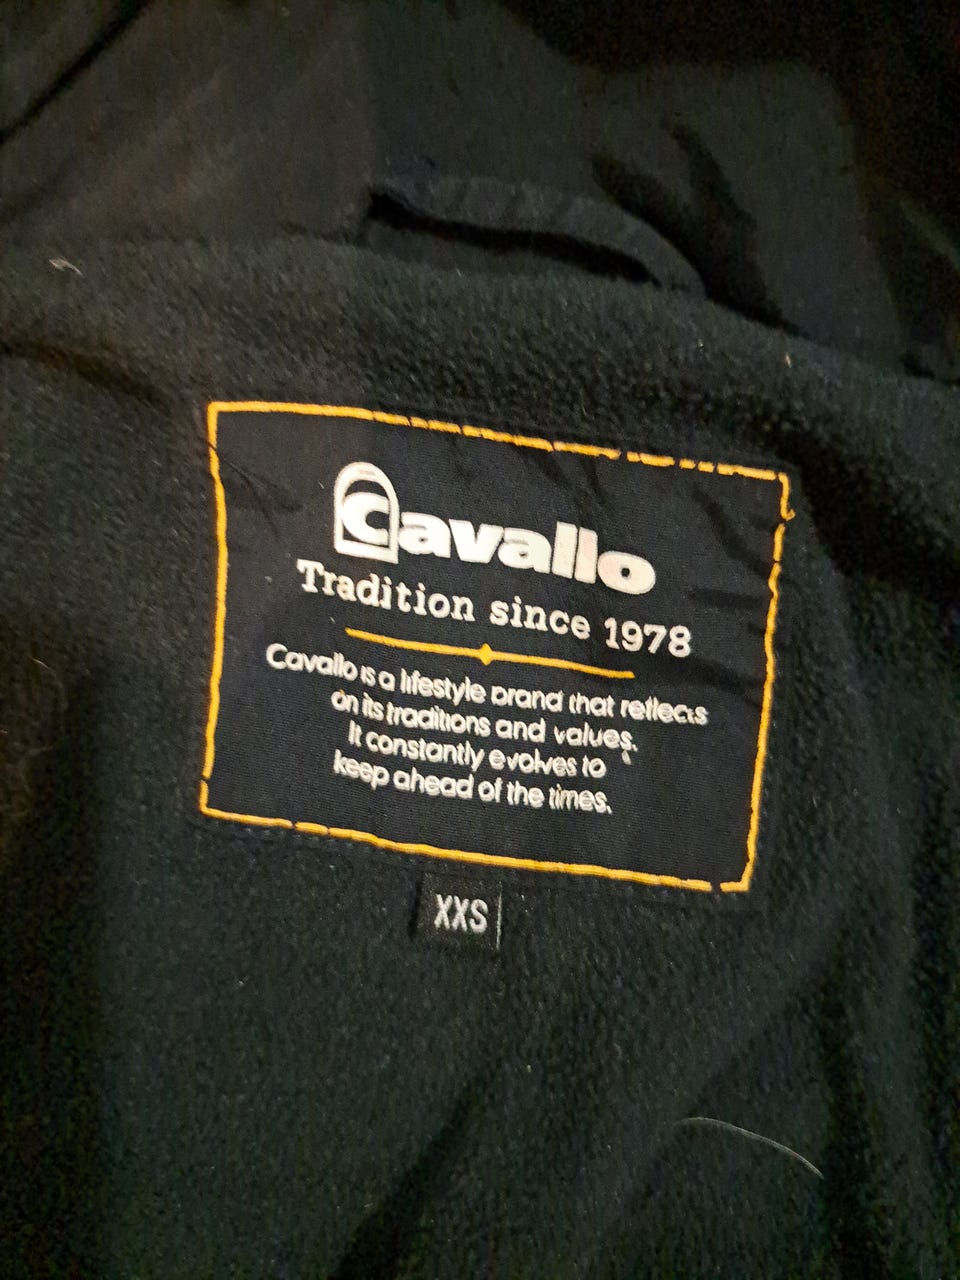 Cavallo
Tradition since 1978
Cavallo is a lifestyle brand that reflects
on its traditions and values.
It constantly evolves to
keep ahead of the times.
XXS